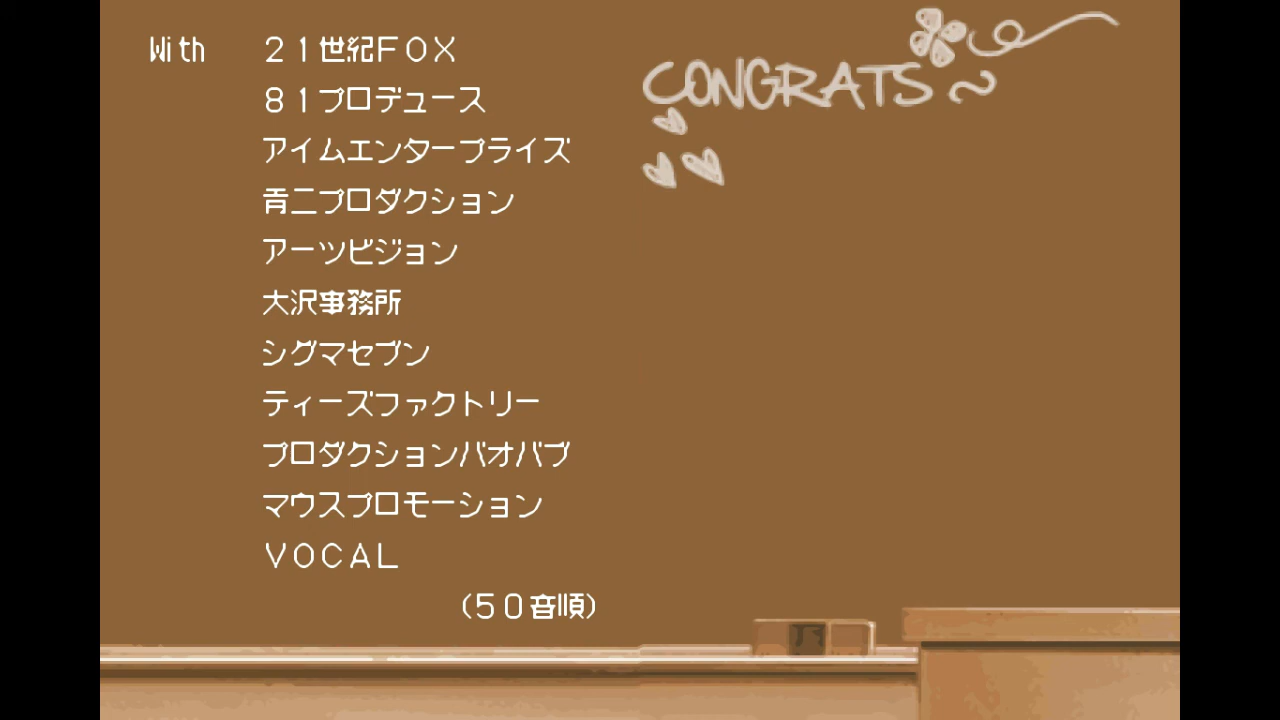 With ２１世紀ＦＯＸ
CONGRATS～
８１プロデュース
アイムエンタープライズ
青二プロダクション
アーツビジョン
大沢事務所
シグマセブン
ティーズファクトリー
プロダクションバオバブ
マウスプロモーション
ＶＯＣＡＬ
（５０音順）